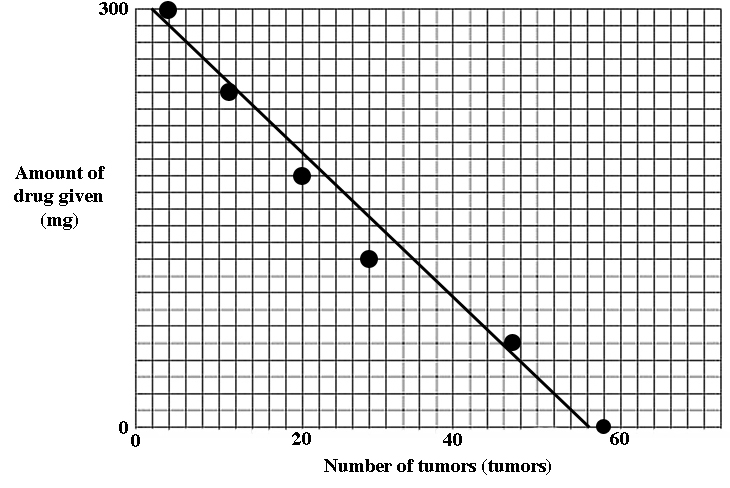 300
Amount of
drug given
(mg)
0
0 20 40 60
Number of tumors (tumors)